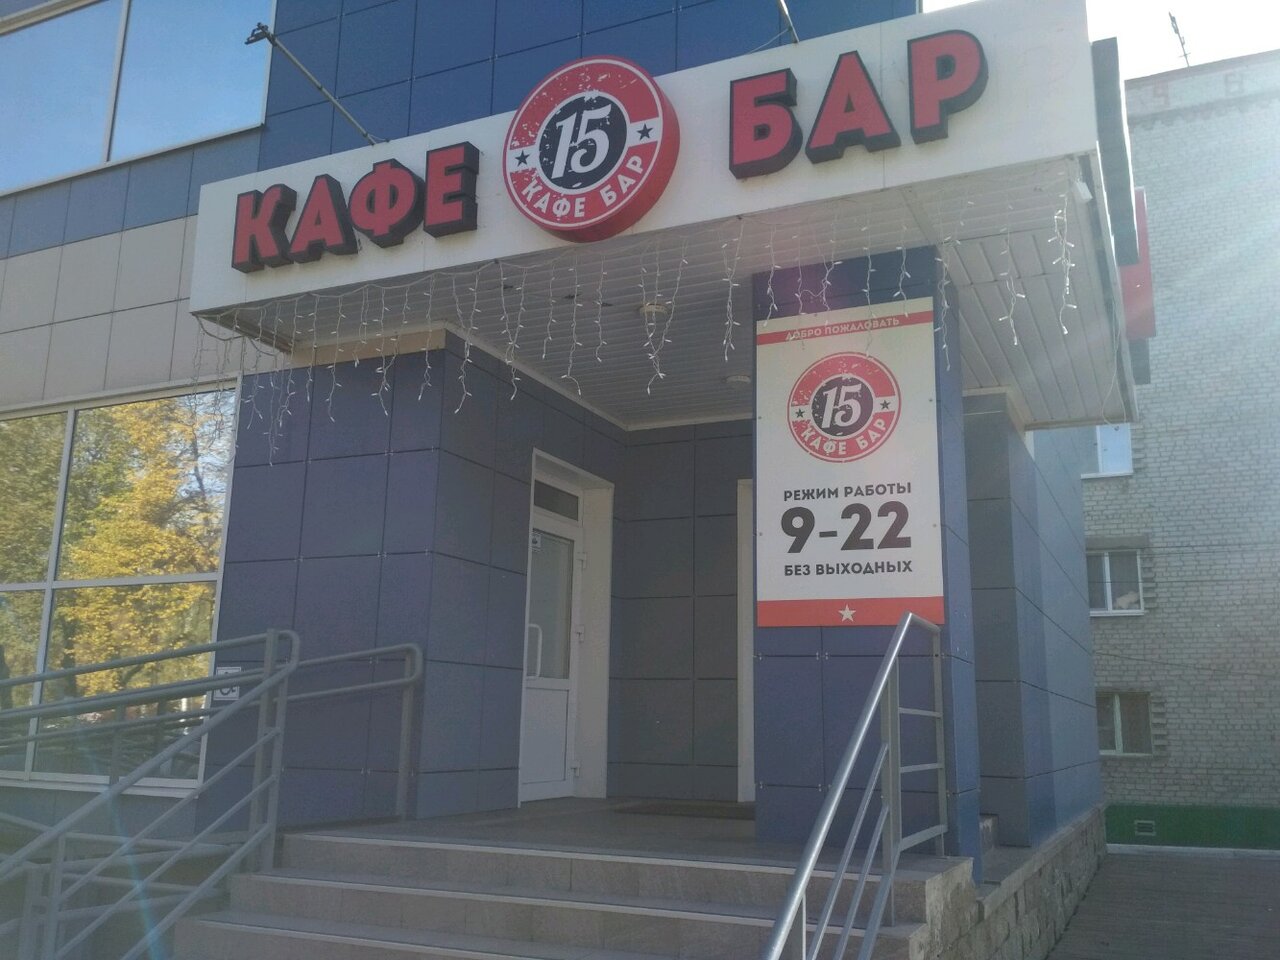 КАФЕ
15
КАФЕ БАР
БАР
ДОБРО ПОЖАЛОВАТЬ
15
КАФЕ БАР
РЕЖИМ РАБОТЫ
9-22
БЕЗ ВЫХОДНЫХ